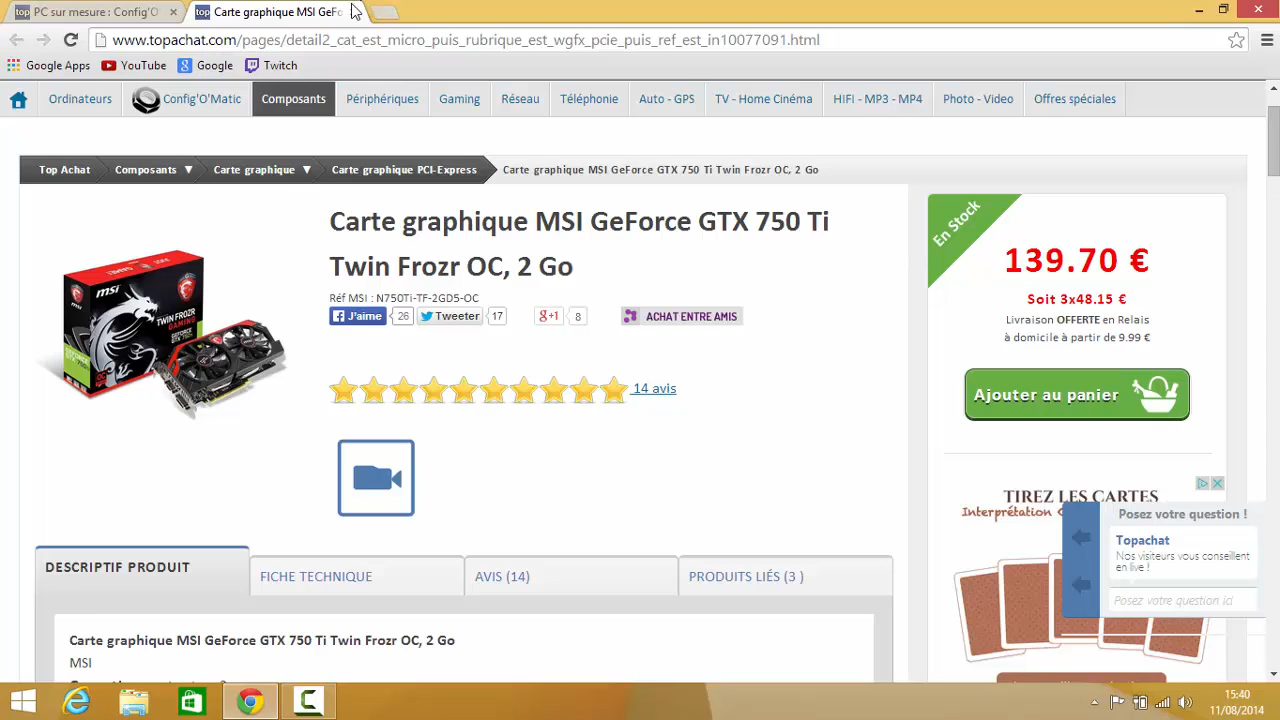 PC sur mesure : Config'O
Carte graphique MSI GeFo
www.topachat.com/pages/detail2_cat_est_micro_puis_rubrique_est_wgfx_pcie_puis_ref_est_in10077091.html
Google Apps YouTube Google Twitch
Ordinateurs Config'O'Matic Composants Périphériques Gaming Réseau Téléphonie Auto - GPS TV - Home Cinéma HIFI - MP3 - MP4 Photo - Video Offres spéciales
Top Achat Composants ▼ Carte graphique ▼ Carte graphique PCI-Express Carte graphique MSI GeForce GTX 750 Ti Twin Frozr OC, 2 Go
Carte graphique MSI GeForce GTX 750 Ti
Twin Frozr OC, 2 Go
Réf MSI : N750Ti-TF-2GD5-OC
J'aime 26 Tweeter 17 g+1 8 ACHAT ENTRE AMIS
14 avis
msi
TWIN FROZR
GAMING
En Stock
139.70 €
Soit 3x48.15 €
Livraison OFFERTE en Relais
à domicile à partir de 9.99 €
Ajouter au panier
TIREZ LES CARTES
Posez votre question !
Topachat
Nos visiteurs vous conseillent
en live !
Posez votre question ici
DESCRIPTIF PRODUIT FICHE TECHNIQUE AVIS (14) PRODUITS LIÉS (3 )
Carte graphique MSI GeForce GTX 750 Ti Twin Frozr OC, 2 Go
MSI
15:40
11/08/2014